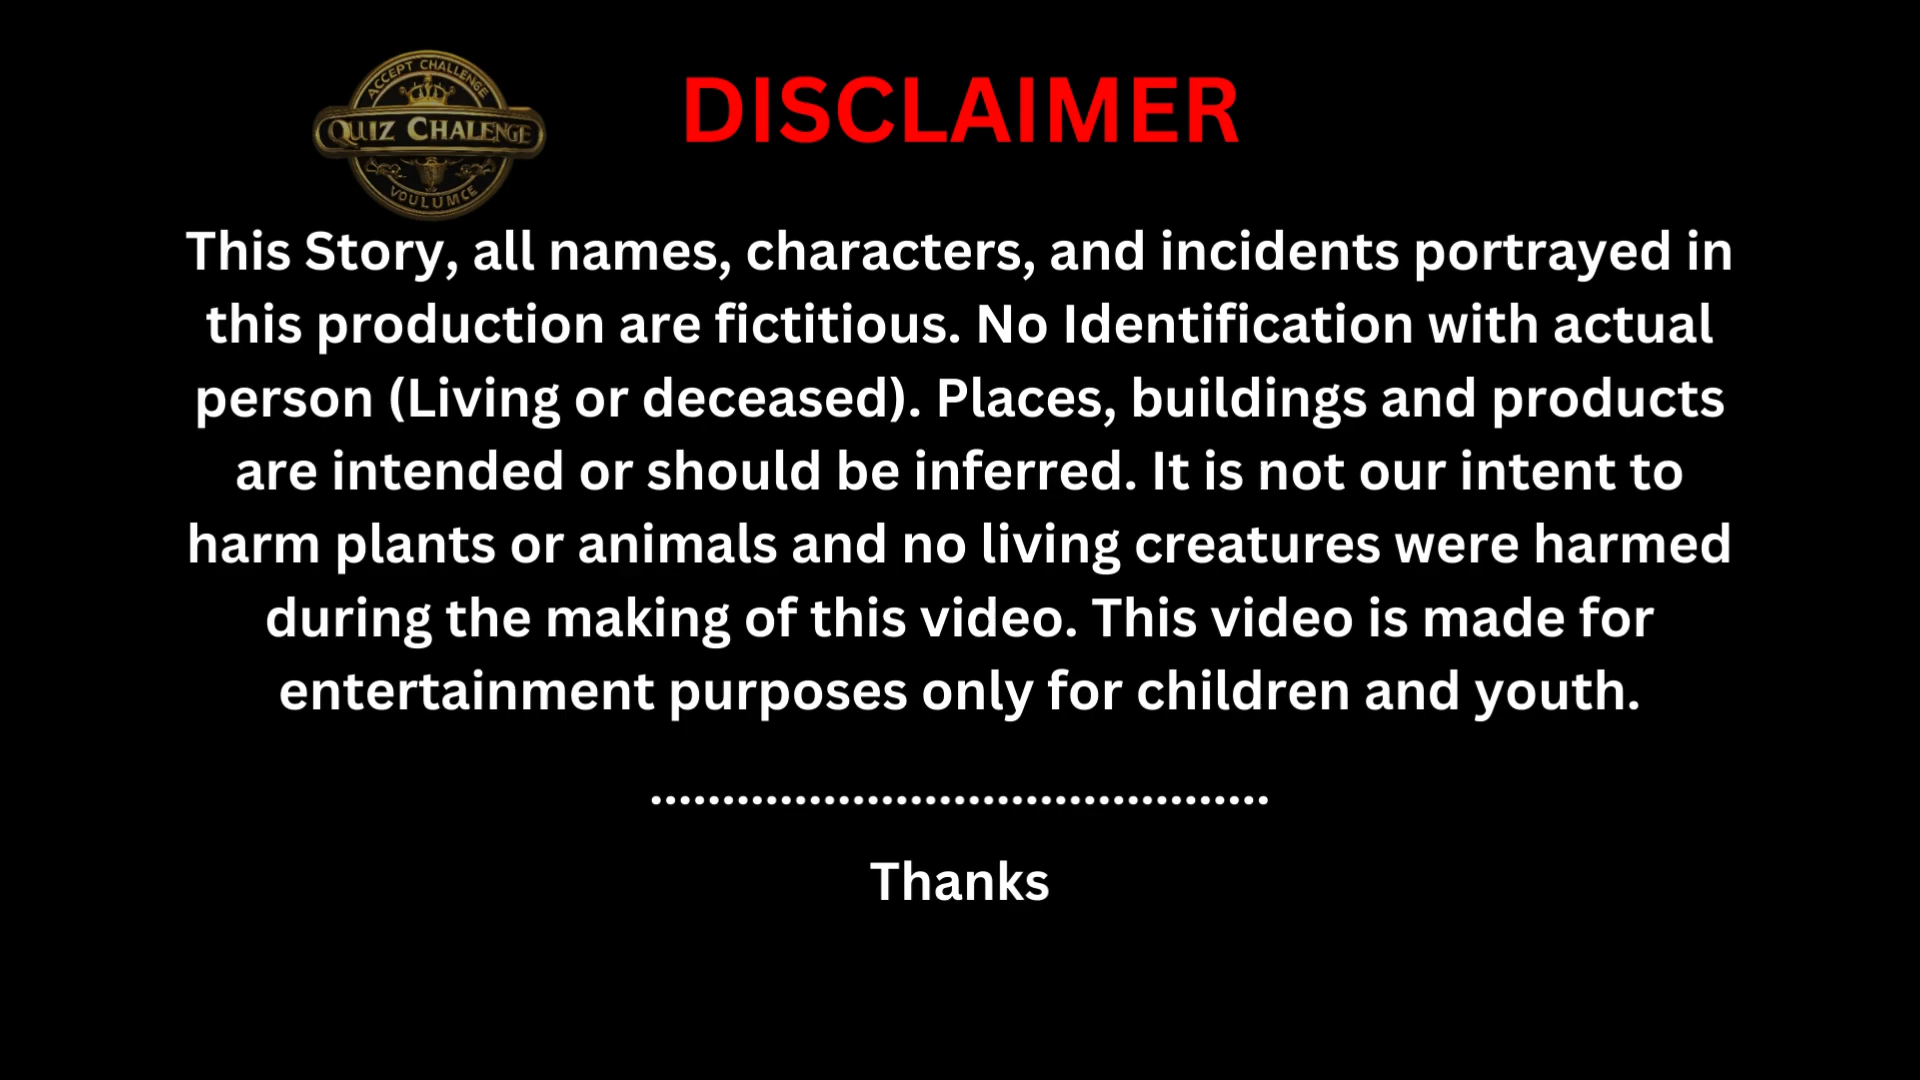 ACCEPT CHALLENGE
QUIZ CHALENGE
VOULUMCE
DISCLAIMER
This Story, all names, characters, and incidents portrayed in
this production are fictitious. No Identification with actual
person (Living or deceased). Places, buildings and products
are intended or should be inferred. It is not our intent to
harm plants or animals and no living creatures were harmed
during the making of this video. This video is made for
entertainment purposes only for children and youth.
...........................................
Thanks